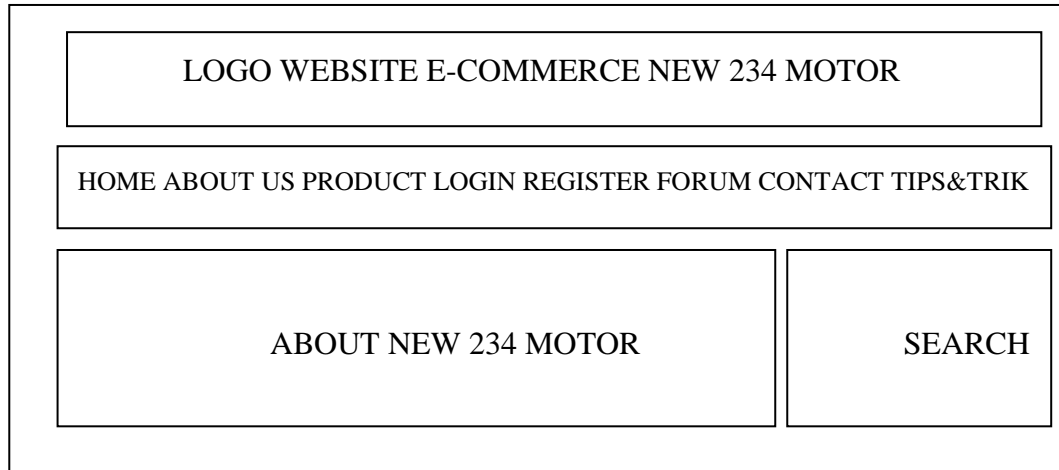 LOGO WEBSITE E-COMMERCE NEW 234 MOTOR
HOME ABOUT US PRODUCT LOGIN REGISTER FORUM CONTACT TIPS&TRIK
ABOUT NEW 234 MOTOR
SEARCH